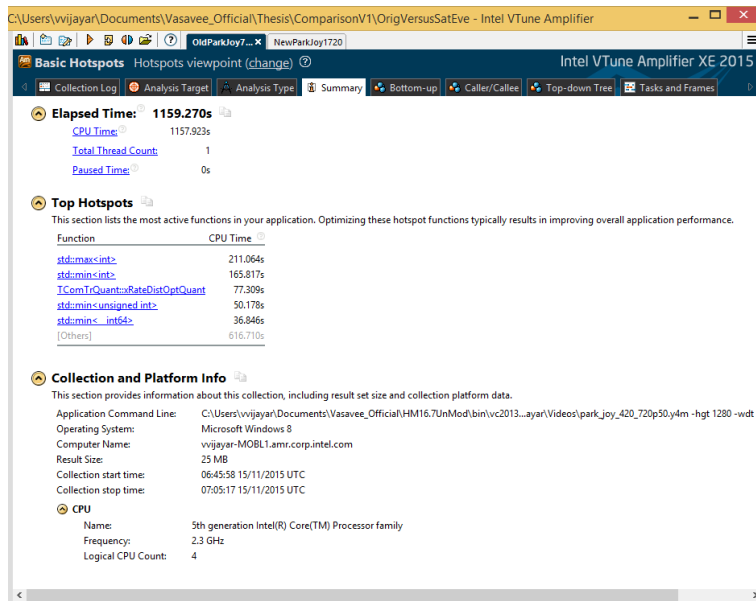 C:\Users\vvijayar\Documents\Vasavee_Official\Thesis\ComparisonV1\OrigVersusSatEve - Intel VTune Amplifier
OldParkJoy7... × NewParkJoy1720
Basic Hotspots Hotspots viewpoint (change) ? Intel VTune Amplifier XE 2015
Collection Log Analysis Target Analysis Type Summary Bottom-up Caller/Callee Top-down Tree Tasks and Frames
Elapsed Time: ? 1159.270s
CPU Time: ? 1157.923s
Total Thread Count: 1
Paused Time: ? 0s
Top Hotspots
This section lists the most active functions in your application. Optimizing these hotspot functions typically results in improving overall application performance.
Function CPU Time ?
std::max<int> 211.064s
std::min<int> 165.817s
TComTrQuant::xRateDistOptQuant 77.309s
std::min<unsigned int> 50.178s
std::min<__int64> 36.846s
[Others] 616.710s
Collection and Platform Info
This section provides information about this collection, including result set size and collection platform data.
Application Command Line: C:\Users\vvijayar\Documents\Vasavee_Official\HM16.7UnMod\bin\vc2013...ayar\Videos\park_joy_420_720p50.y4m -hgt 1280 -wdt
Operating System: Microsoft Windows 8
Computer Name: vvijayar-MOBL1.amr.corp.intel.com
Result Size: 25 MB
Collection start time: 06:45:58 15/11/2015 UTC
Collection stop time: 07:05:17 15/11/2015 UTC
CPU
Name: 5th generation Intel(R) Core(TM) Processor family
Frequency: 2.3 GHz
Logical CPU Count: 4